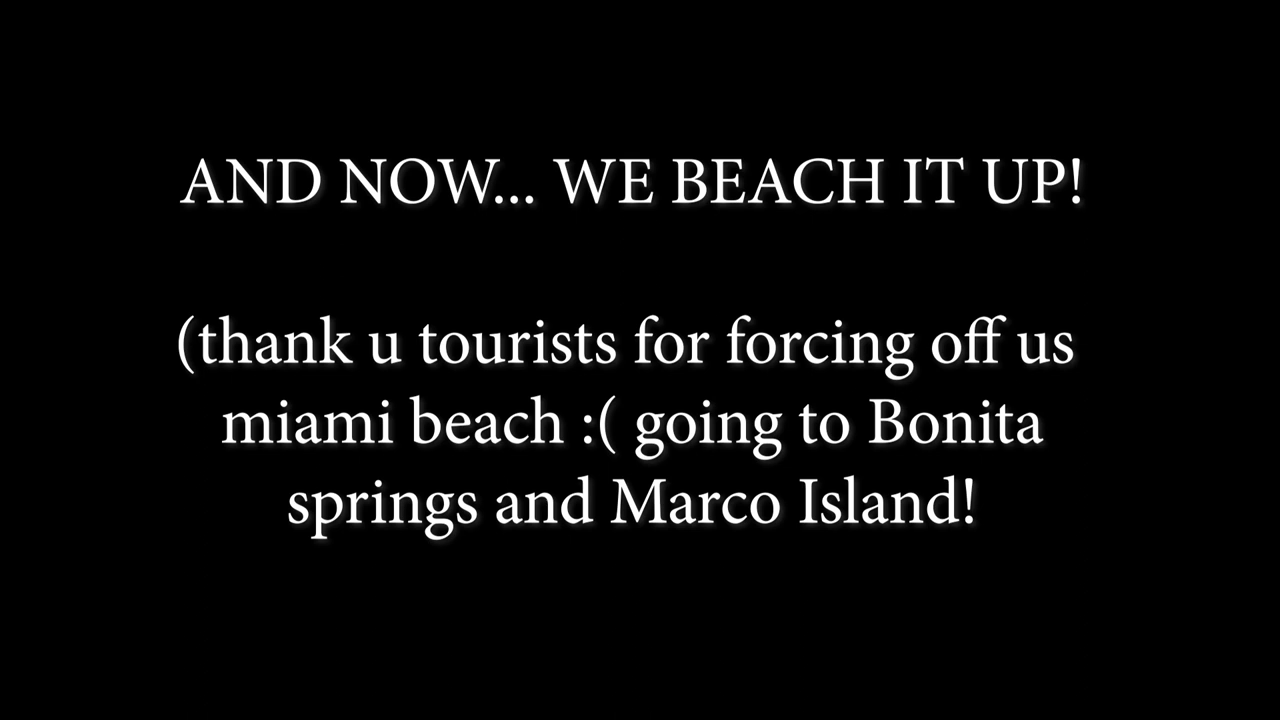 AND NOW... WE BEACH IT UP!
(thank u tourists for forcing off us
miami beach :( going to Bonita
springs and Marco Island!